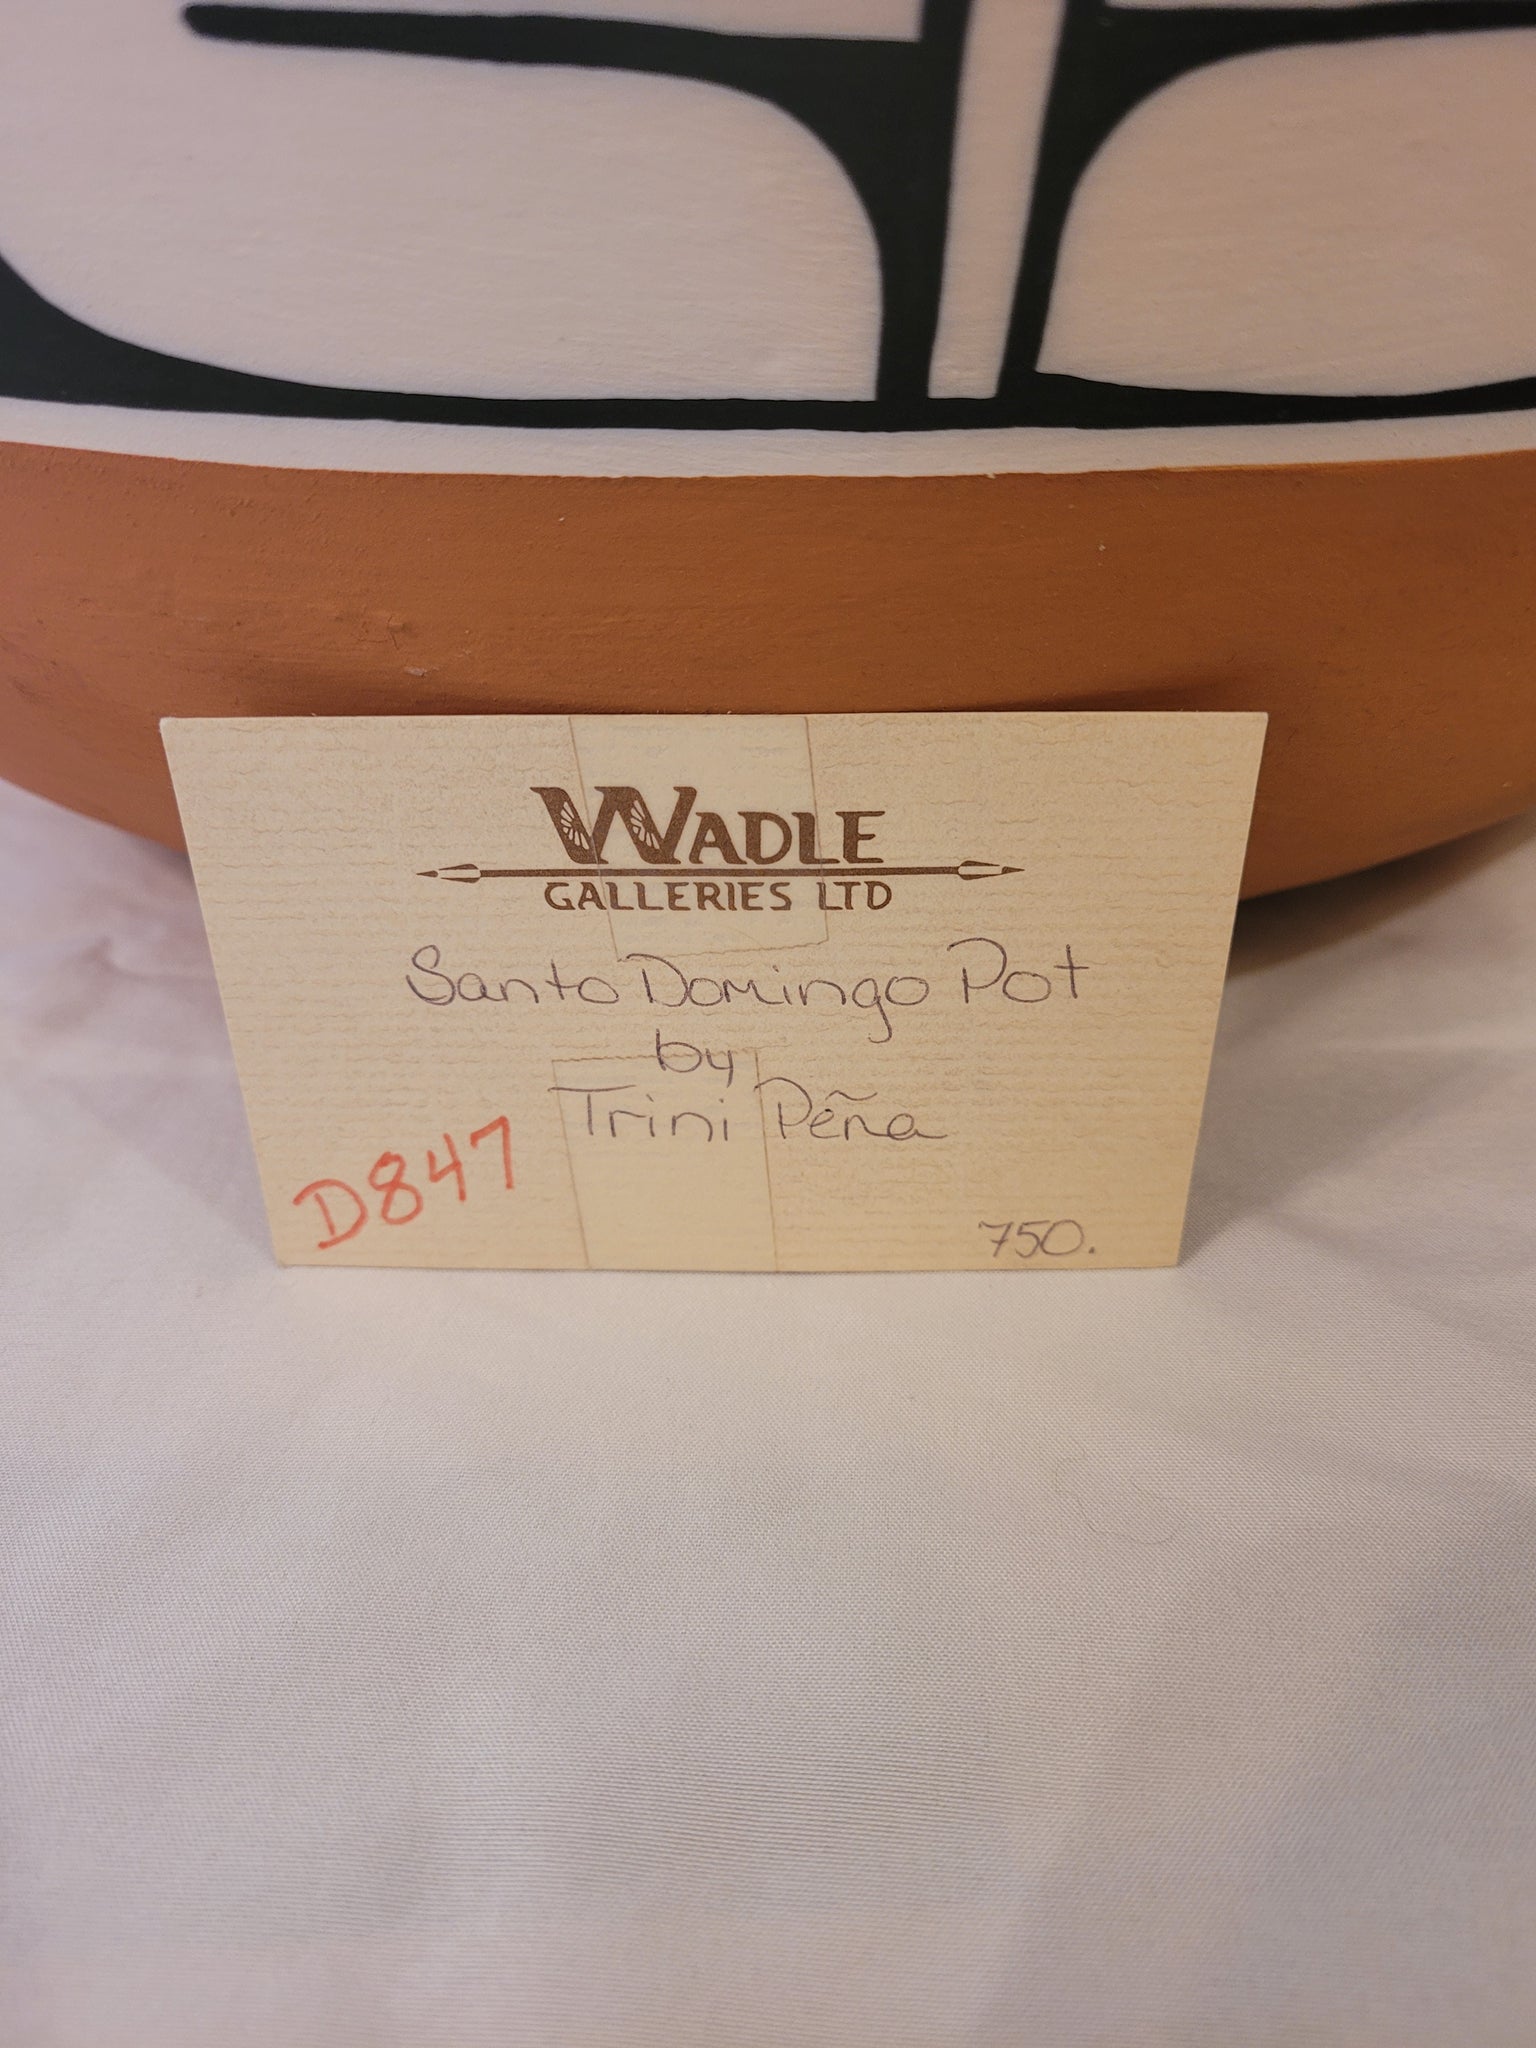 WADLE
GALLERIES LTD
Santo Domingo Pot
by
Trini Peña
D847
750.